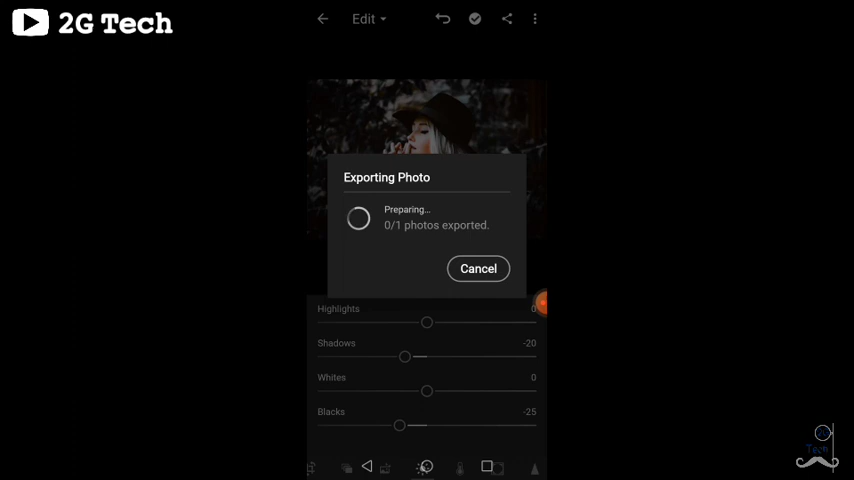 2G Tech
Edit
Exporting Photo
Preparing...
0/1 photos exported.
Cancel
Highlights 0
Shadows -20
Whites 0
Blacks -25
Tech